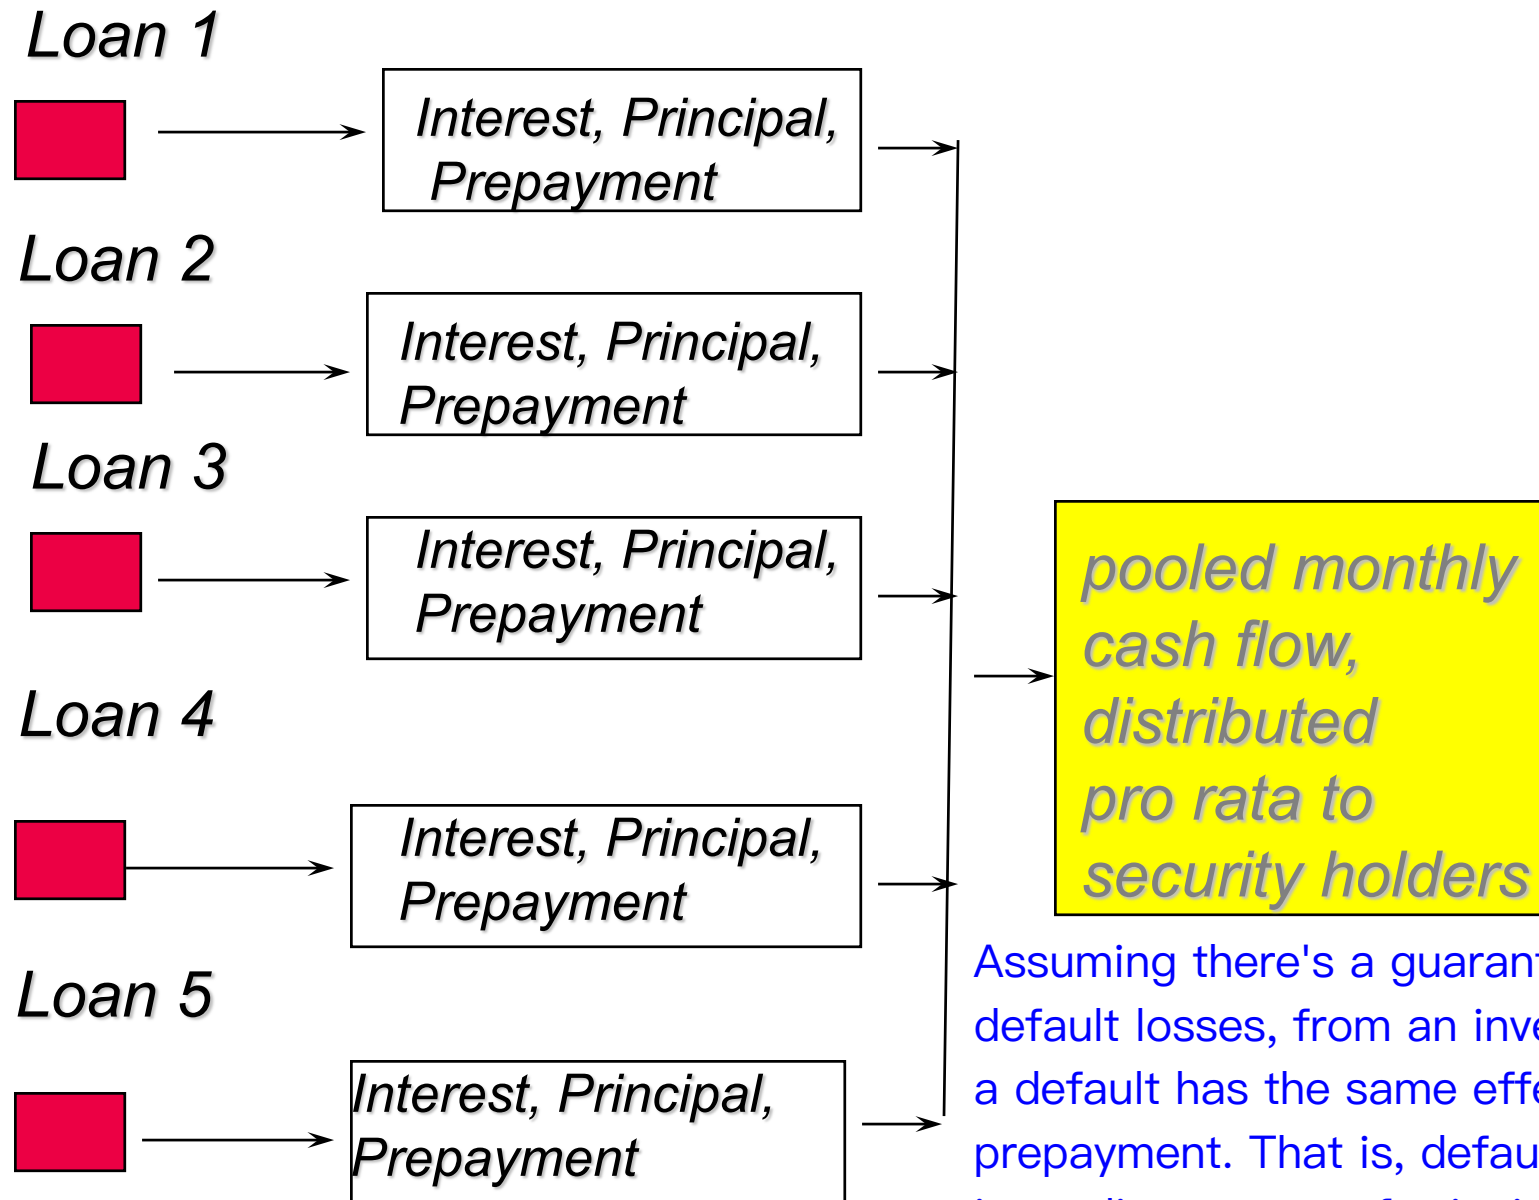 Loan 1
Interest, Principal,
Prepayment
Loan 2
Interest, Principal,
Prepayment
Loan 3
Interest, Principal,
Prepayment
Loan 4
Interest, Principal,
Prepayment
Loan 5
Interest, Principal,
Prepayment
pooled monthly
cash flow,
distributed
pro rata to
security holders
Assuming there's a
default losses, from an
a default has the same
prepayment. That is,